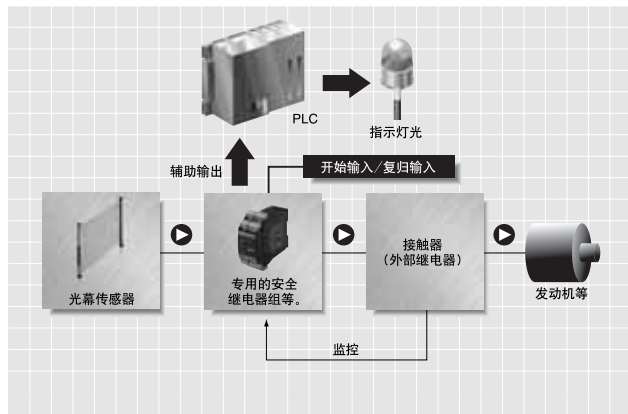 PLC
指示灯光
辅助输出
开始输入/复归输入
光幕传感器
专用的安全
继电器组等。
接触器
(外部继电器)
发动机等
监控